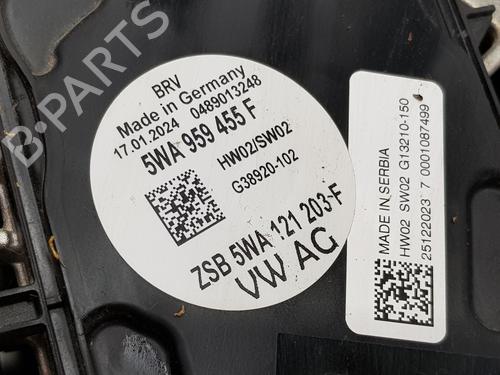 BRV
Made in Germany
17.01.2024 0489013248
5WA 959 455 F
HW02/SW02
G38920-102
ZSB 5WA 121 203-F
VW AG
MADE IN SERBIA
HW02 SW02 G13210-150
25122023 7 0001087499
B-PARTS